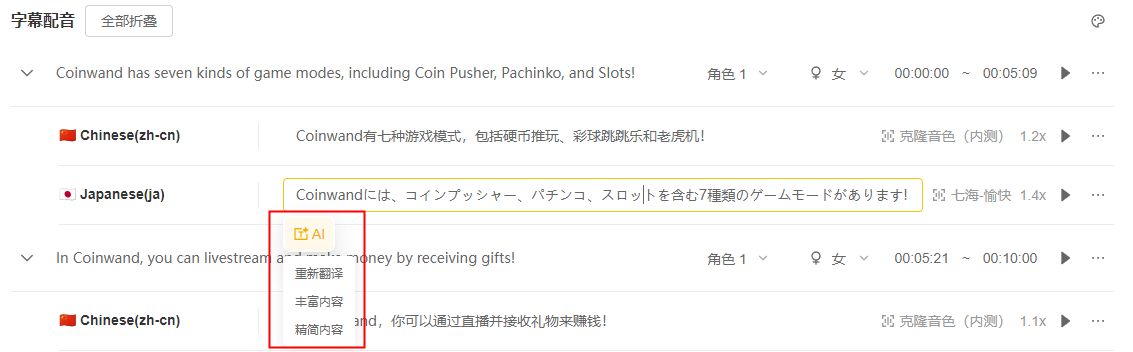 字幕配音 全部折叠
Coinwand has seven kinds of game modes, including Coin Pusher, Pachinko, and Slots! 角色 1 女 00:00:00 ~ 00:05:09
Chinese(zh-cn) Coinwand有七种游戏模式，包括硬币推玩、彩球跳跳乐和老虎机！ 克隆音色（内测） 1.2x
Japanese(ja) Coinwandには、コインプッシャー、パチンコ、スロットを含む7種類のゲームモードがあります! 七海-愉快 1.4x
AI
In Coinwand, you can livestream and make money by receiving gifts! 角色 1 女 00:05:21 ~ 00:10:00
重新翻译
丰富内容
Chinese(zh-cn) and，你可以通过直播并接收礼物来赚钱！ 克隆音色（内测） 1.1x
精简内容